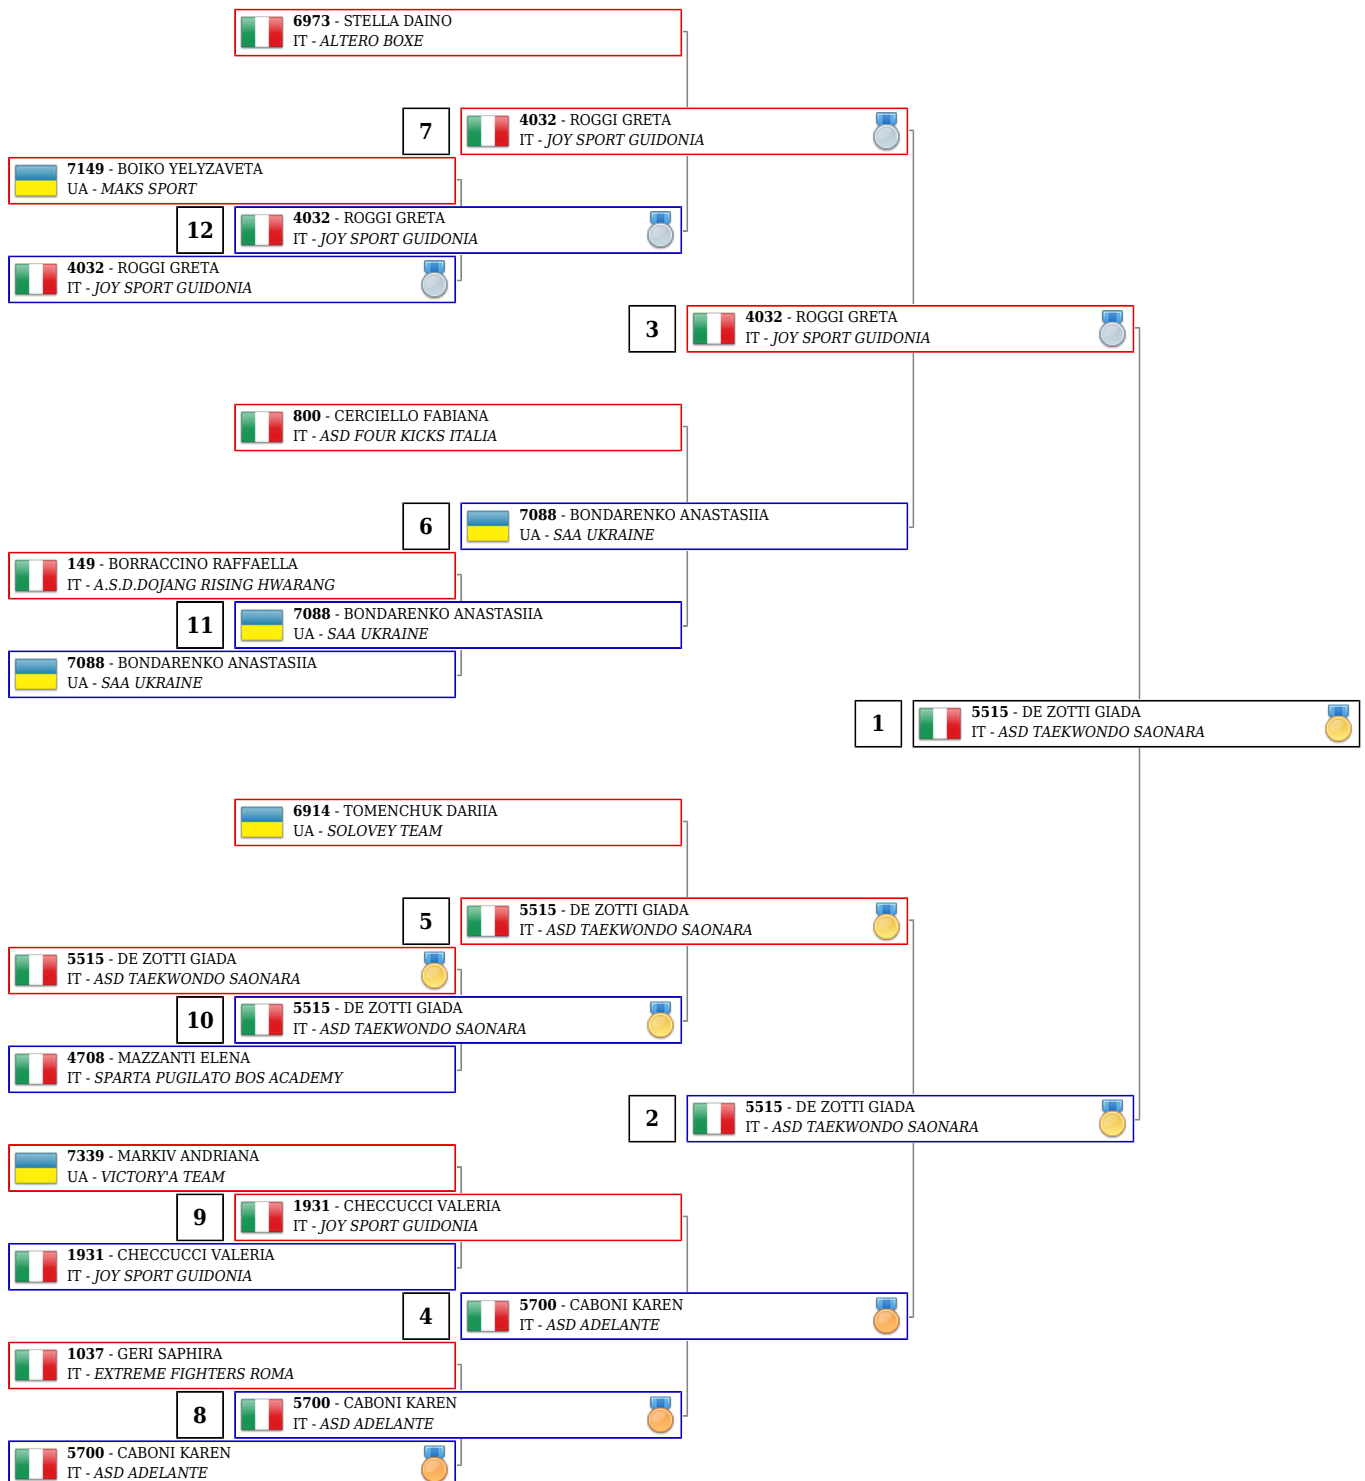 6973 - STELLA DAINO
IT - ALTERO BOXE
7
4032 - ROGGI GRETA
IT - JOY SPORT GUIDONIA
7149 - BOIKO YELYZAVETA
UA - MAKS SPORT
12
4032 - ROGGI GRETA
IT - JOY SPORT GUIDONIA
4032 - ROGGI GRETA
IT - JOY SPORT GUIDONIA
3
4032 - ROGGI GRETA
IT - JOY SPORT GUIDONIA
800 - CERCIELLO FABIANA
IT - ASD FOUR KICKS ITALIA
6
7088 - BONDARENKO ANASTASIIA
UA - SAA UKRAINE
149 - BORRACCINO RAFFAELLA
IT - A.S.D.DOJANG RISING HWARANG
11
7088 - BONDARENKO ANASTASIIA
UA - SAA UKRAINE
7088 - BONDARENKO ANASTASIIA
UA - SAA UKRAINE
1
5515 - DE ZOTTI GIADA
IT - ASD TAEKWONDO SAONARA
6914 - TOMENCHUK DARIIA
UA - SOLOVEY TEAM
5
5515 - DE ZOTTI GIADA
IT - ASD TAEKWONDO SAONARA
5515 - DE ZOTTI GIADA
IT - ASD TAEKWONDO SAONARA
10
5515 - DE ZOTTI GIADA
IT - ASD TAEKWONDO SAONARA
4708 - MAZZANTI ELENA
IT - SPARTA PUGILATO BOS ACADEMY
2
5515 - DE ZOTTI GIADA
IT - ASD TAEKWONDO SAONARA
7339 - MARKIV ANDRIANA
UA - VICTORY'A TEAM
9
1931 - CHECCUCCI VALERIA
IT - JOY SPORT GUIDONIA
1931 - CHECCUCCI VALERIA
IT - JOY SPORT GUIDONIA
4
5700 - CABONI KAREN
IT - ASD ADELANTE
1037 - GERI SAPHIRA
IT - EXTREME FIGHTERS ROMA
8
5700 - CABONI KAREN
IT - ASD ADELANTE
5700 - CABONI KAREN
IT - ASD ADELANTE